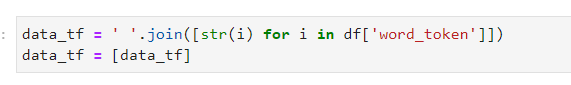 : data_tf = ' '.join([str(i) for i in df['word_token']])
data_tf = [data_tf]